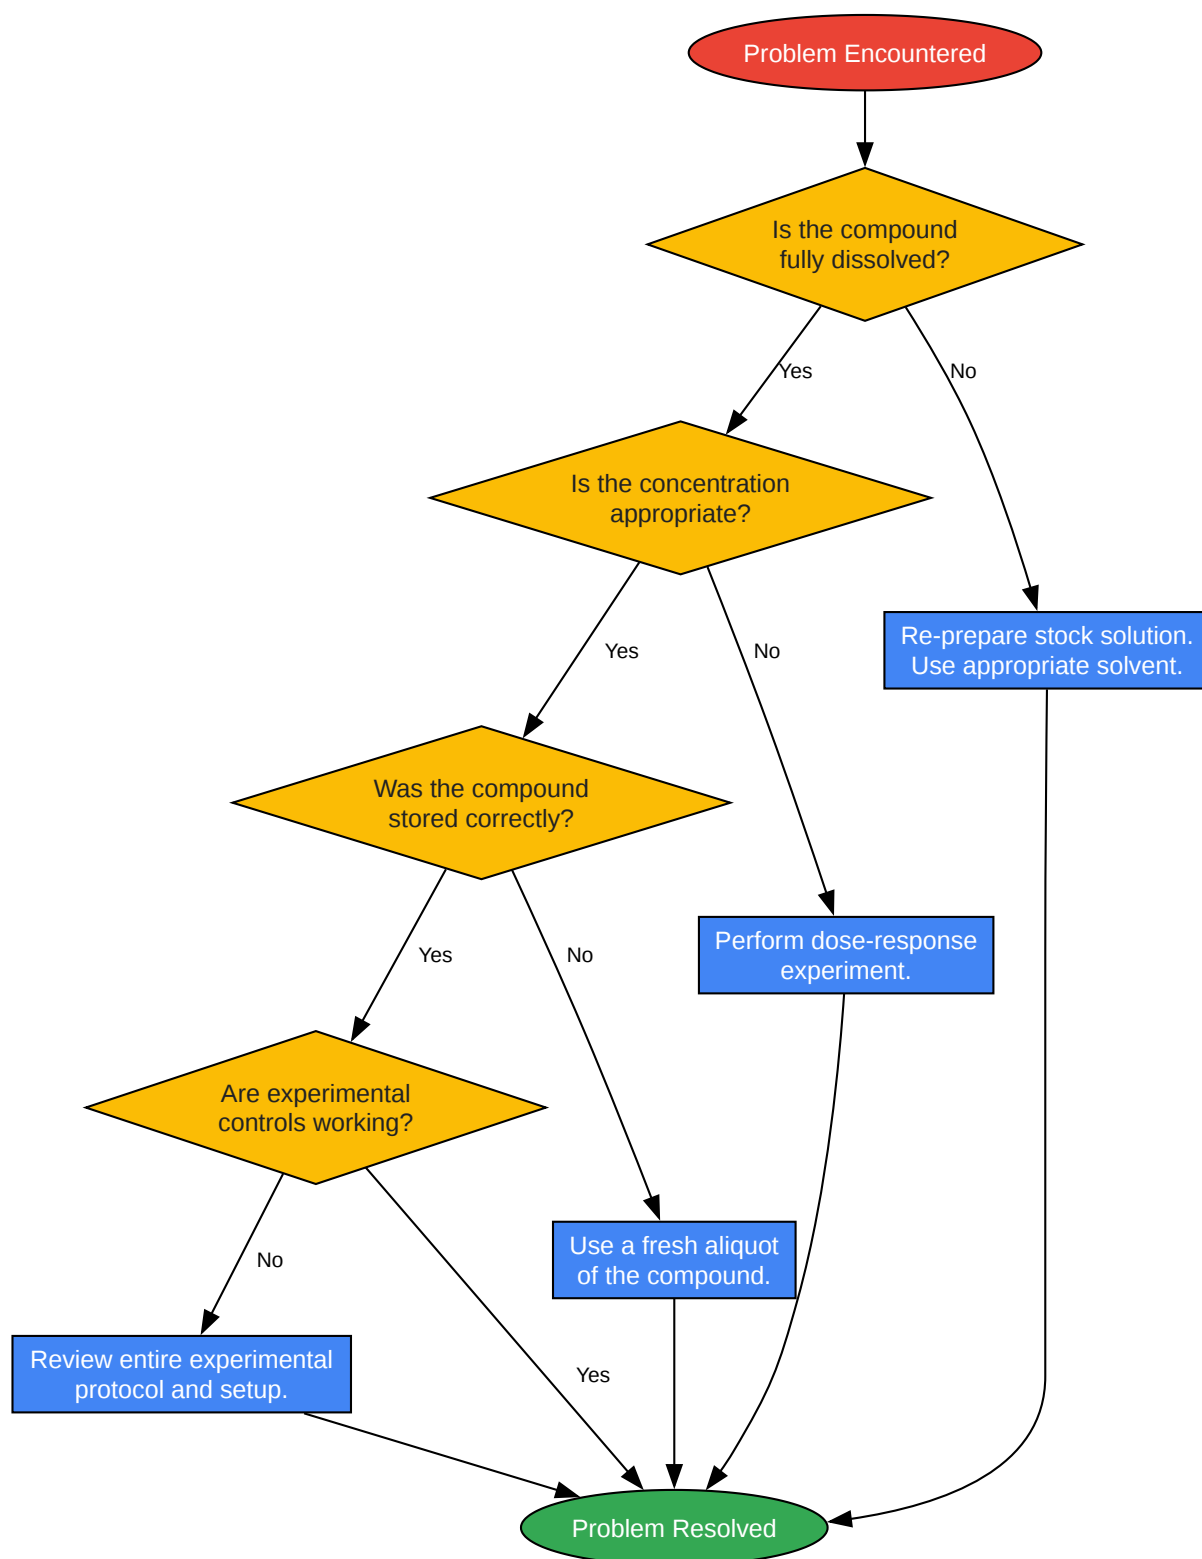 Problem Encountered
Is the compound
fully dissolved?
Yes
No
Is the concentration
appropriate?
Yes
No
Re-prepare stock solution.
Use appropriate solvent.
Was the compound
stored correctly?
Yes
No
Perform dose-response
experiment.
Are experimental
controls working?
No
Yes
Use a fresh aliquot
of the compound.
Review entire experimental
protocol and setup.
Problem Resolved